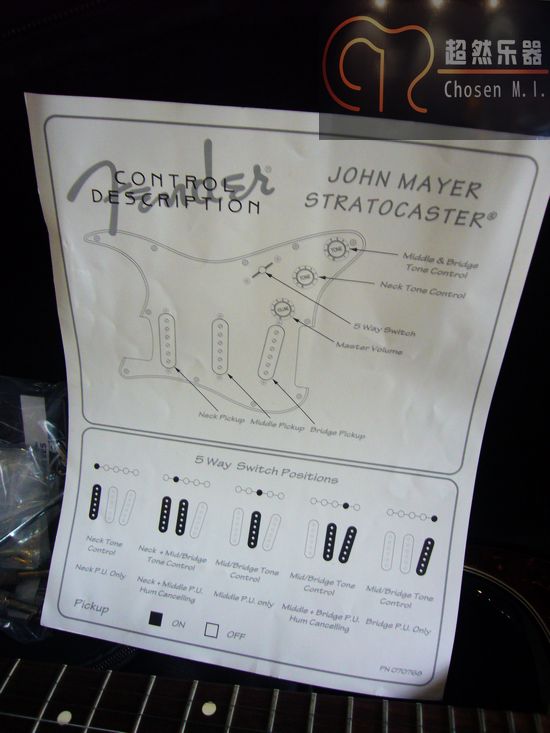 超然乐器
Chosen M.I.
Fender®
CONTROL
DESCRIPTION
JOHN MAYER
STRATOCASTER®
TONE
Middle & Bridge
Tone Control
TONE
Neck Tone Control
5 Way Switch
VOLUME
Master Volume
Neck Pickup
Middle Pickup
Bridge Pickup
5 Way Switch Positions
Neck Tone
Control
Neck P.U. Only
Neck + Mid/Bridge
Tone Control
Neck + Middle P.U.
Hum Cancelling
Mid/Bridge Tone
Control
Middle P.U. only
Mid/Bridge Tone
Control
Middle + Bridge P.U.
Hum Cancelling
Mid/Bridge Tone
Control
Bridge P.U. Only
Pickup
ON
OFF
PN 070768